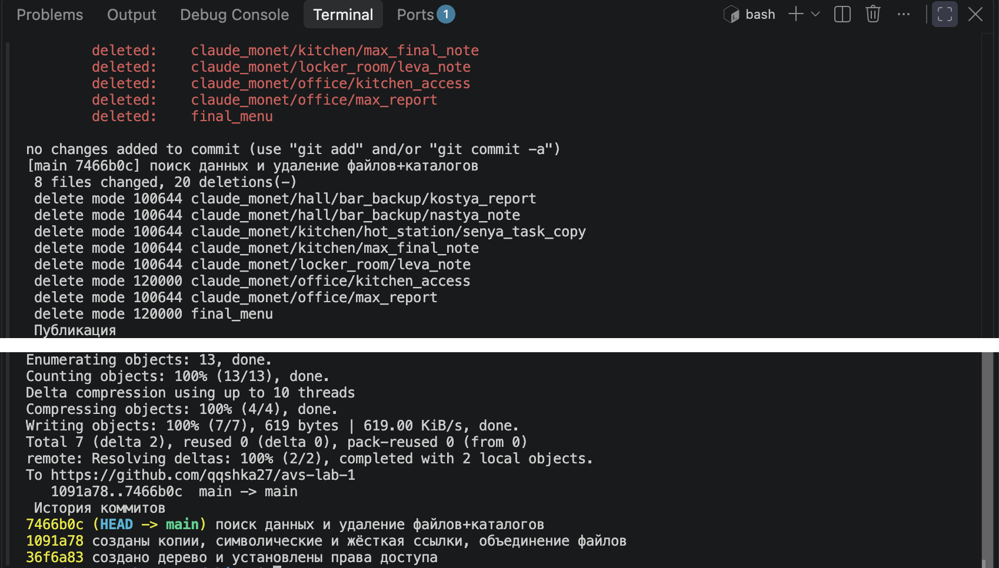 Problems Output Debug Console Terminal Ports 1 bash
deleted: claude_monet/kitchen/max_final_note
deleted: claude_monet/locker_room/leva_note
deleted: claude_monet/office/kitchen_access
deleted: claude_monet/office/max_report
deleted: final_menu
no changes added to commit (use "git add" and/or "git commit -a")
[main 7466b0c] поиск данных и удаление файлов+каталогов
8 files changed, 20 deletions(-)
delete mode 100644 claude_monet/hall/bar_backup/kostya_report
delete mode 100644 claude_monet/hall/bar_backup/nastya_note
delete mode 100644 claude_monet/kitchen/hot_station/senya_task_copy
delete mode 100644 claude_monet/kitchen/max_final_note
delete mode 100644 claude_monet/locker_room/leva_note
delete mode 120000 claude_monet/office/kitchen_access
delete mode 100644 claude_monet/office/max_report
delete mode 120000 final_menu
Публикация
Enumerating objects: 13, done.
Counting objects: 100% (13/13), done.
Delta compression using up to 10 threads
Compressing objects: 100% (4/4), done.
Writing objects: 100% (7/7), 619 bytes | 619.00 KiB/s, done.
Total 7 (delta 2), reused 0 (delta 0), pack-reused 0 (from 0)
remote: Resolving deltas: 100% (2/2), completed with 2 local objects.
To https://github.com/qqshka27/avs-lab-1
1091a78..7466b0c main -> main
История коммитов
7466b0c (HEAD -> main) поиск данных и удаление файлов+каталогов
1091a78 созданы копии, символические и жёсткая ссылки, объединение файлов
36f6a83 создано дерево и установлены права доступа